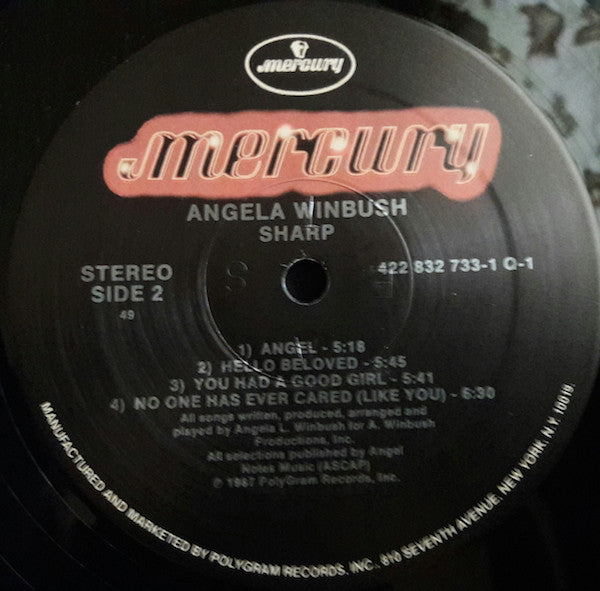 mercury
mercury
ANGELA WINBUSH
SHARP
STEREO
SIDE 2
49
422 832 733-1 Q-1
S
1) ANGEL - 5:18
2) HELLO BELOVED - 5:45
3) YOU HAD A GOOD GIRL - 5:41
4) NO ONE HAS EVER CARED (LIKE YOU) - 6:30
All songs written, produced, arranged and
played by Angela L. Winbush for A. Winbush
Productions, Inc.
All selections published by Angel
Notes Music (ASCAP)
℗ 1987 PolyGram Records, Inc.
MANUFACTURED AND MARKETED BY POLYGRAM RECORDS, INC., 810 SEVENTH AVENUE, NEW YORK, N.Y. 10019.